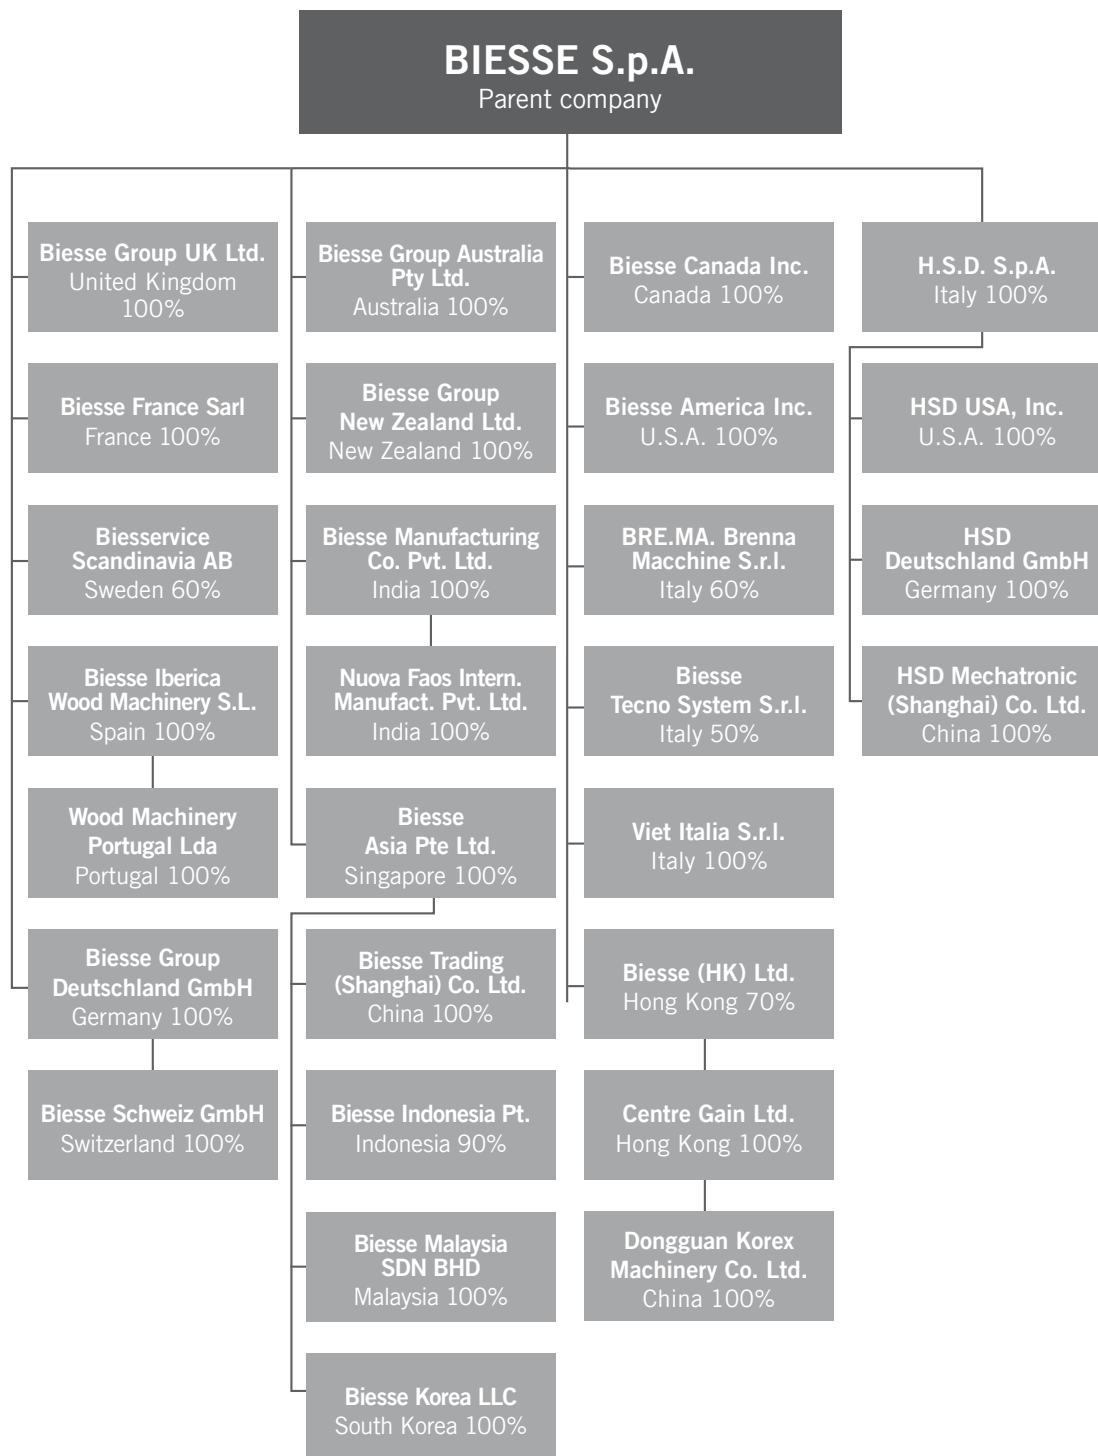 BIESSE S.p.A.
Parent company
Biesse Group UK Ltd.
United Kingdom
100%
Biesse France Sarl
France 100%
Biesservice
Scandinavia AB
Sweden 60%
Biesse Iberica
Wood Machinery S.L.
Spain 100%
Wood Machinery
Portugal Lda
Portugal 100%
Biesse Group
Deutschland GmbH
Germany 100%
Biesse Schweiz GmbH
Switzerland 100%
Biesse Group Australia
Pty Ltd.
Australia 100%
Biesse Group
New Zealand Ltd.
New Zealand 100%
Biesse Manufacturing
Co. Pvt. Ltd.
India 100%
Nuova Faos Intern.
Manufact. Pvt. Ltd.
India 100%
Biesse
Asia Pte Ltd.
Singapore 100%
Biesse Trading
(Shanghai) Co. Ltd.
China 100%
Biesse Indonesia Pt.
Indonesia 90%
Biesse Malaysia
SDN BHD
Malaysia 100%
Biesse Korea LLC
South Korea 100%
Biesse Canada Inc.
Canada 100%
Biesse America Inc.
U.S.A. 100%
BRE.MA. Brenna
Macchine S.r.l.
Italy 60%
Biesse
Tecno System S.r.l.
Italy 50%
Viet Italia S.r.l.
Italy 100%
Biesse (HK) Ltd.
Hong Kong 70%
Centre Gain Ltd.
Hong Kong 100%
Dongguan Korex
Machinery Co. Ltd.
China 100%
H.S.D. S.p.A.
Italy 100%
HSD USA, Inc.
U.S.A. 100%
HSD
Deutschland GmbH
Germany 100%
HSD Mechatronic
(Shanghai) Co. Ltd.
China 100%